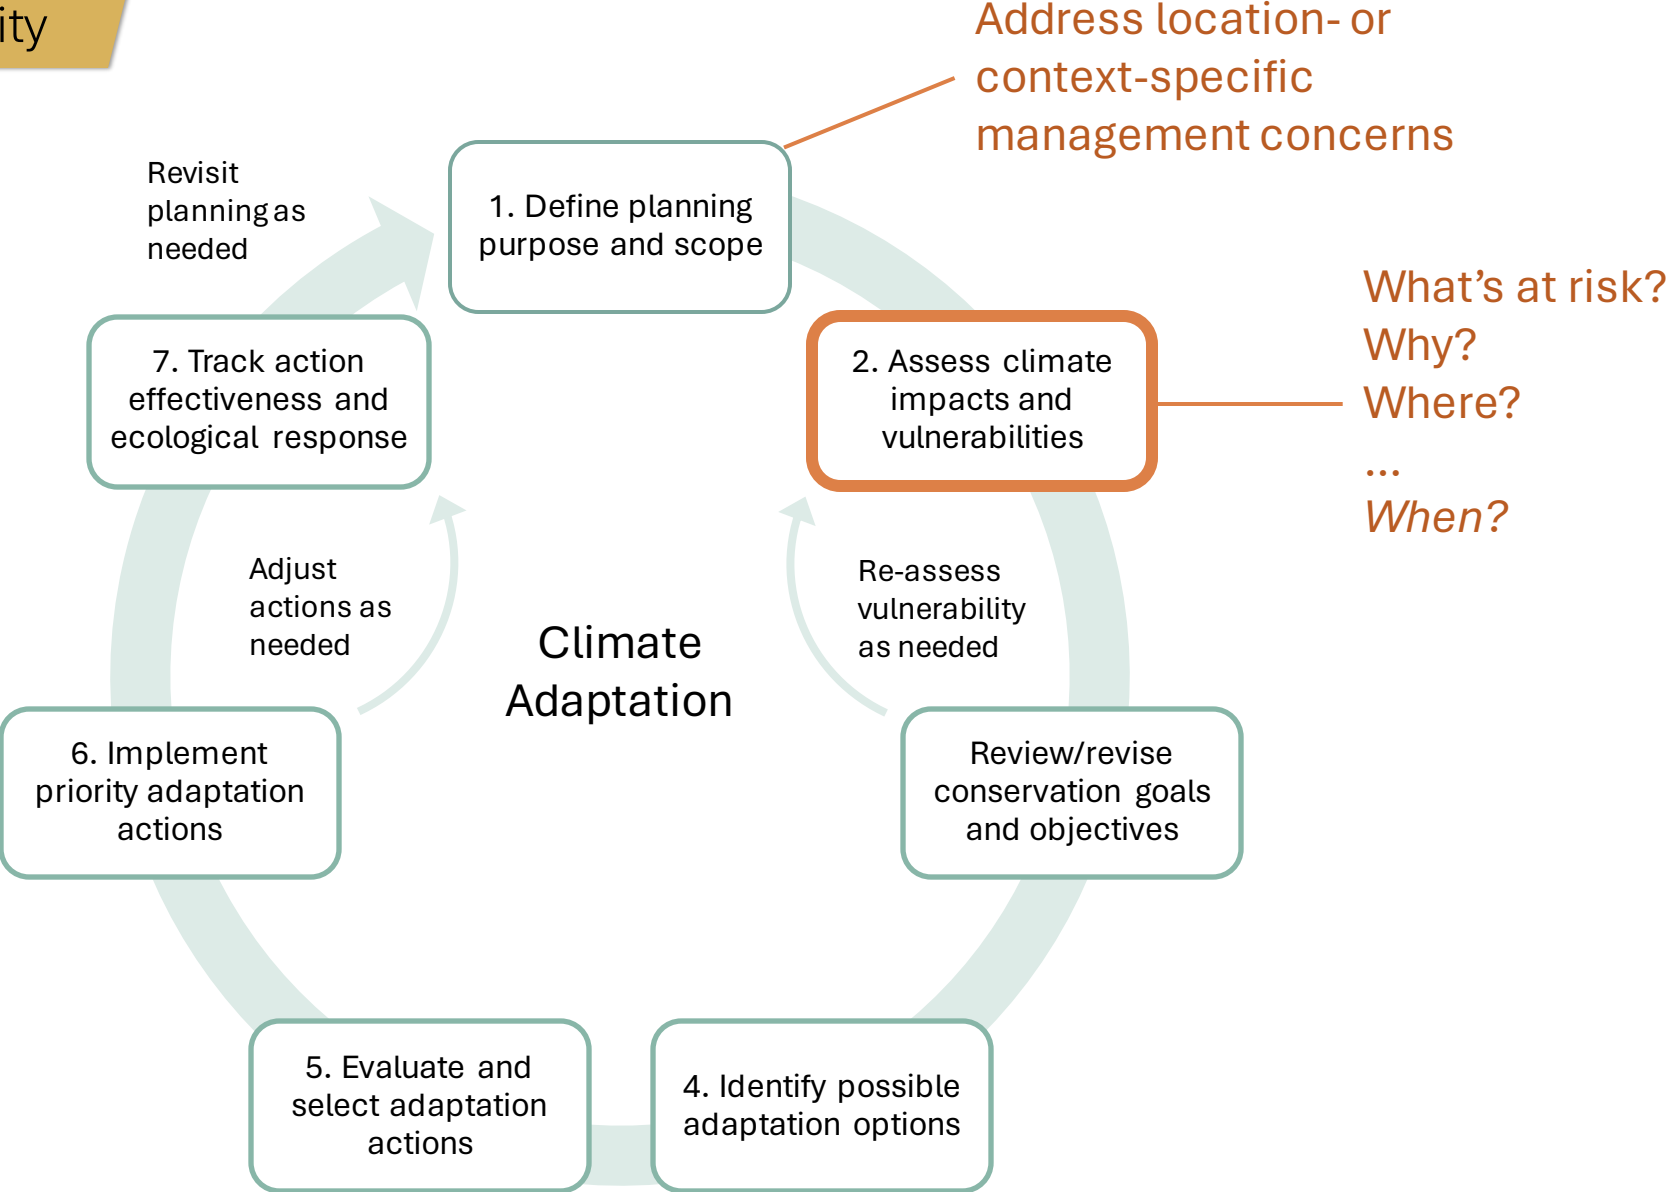 ity
Address location- or
context-specific
management concerns
Revisit
planning as
needed
1. Define planning
purpose and scope
What's at risk?
Why?
Where?
...
When?
2. Assess climate
impacts and
vulnerabilities
7. Track action
effectiveness and
ecological response
Adjust
actions as
needed
Re-assess
vulnerability
as needed
Climate
Adaptation
6. Implement
priority adaptation
actions
Review/revise
conservation goals
and objectives
5. Evaluate and
select adaptation
actions
4. Identify possible
adaptation options